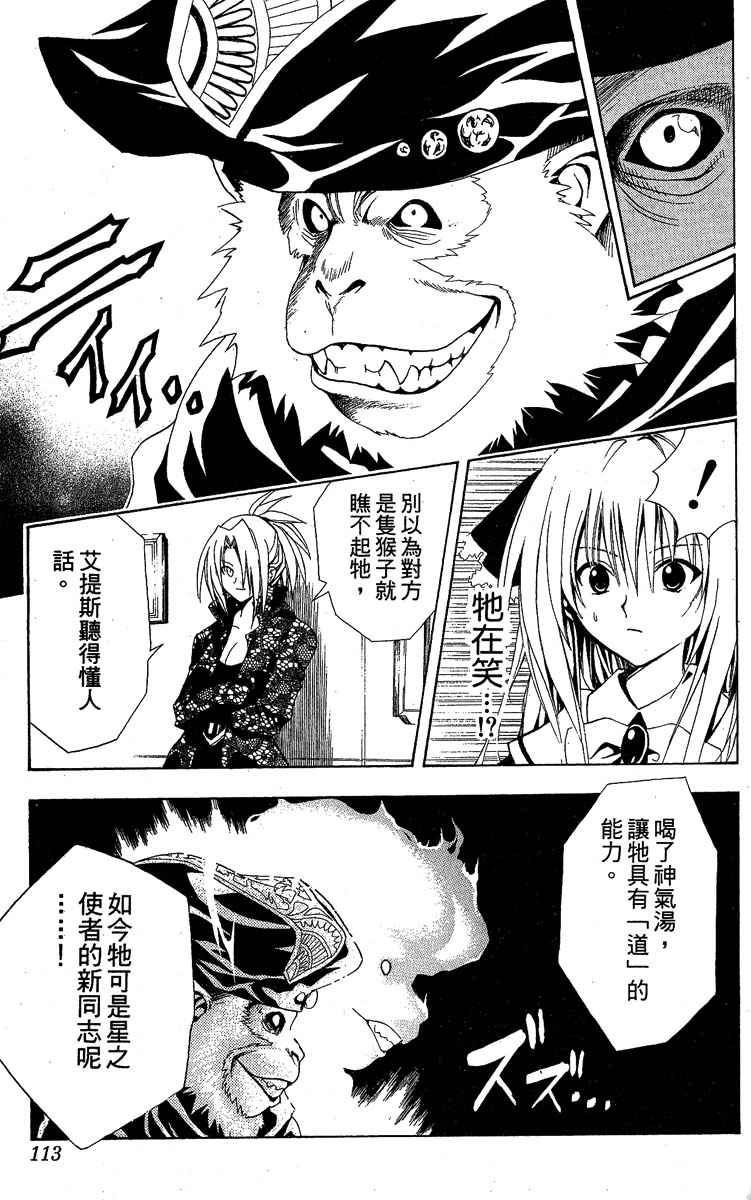 ニイイ…
！
牠在笑
……!?
別以為對方
是隻猴子就
瞧不起牠，
艾提斯聽得懂人
話。
喝了神氣湯，
讓牠具有「道」的
能力。
如今牠可是星之
使者的新同志呢
……！
ズズ…
113